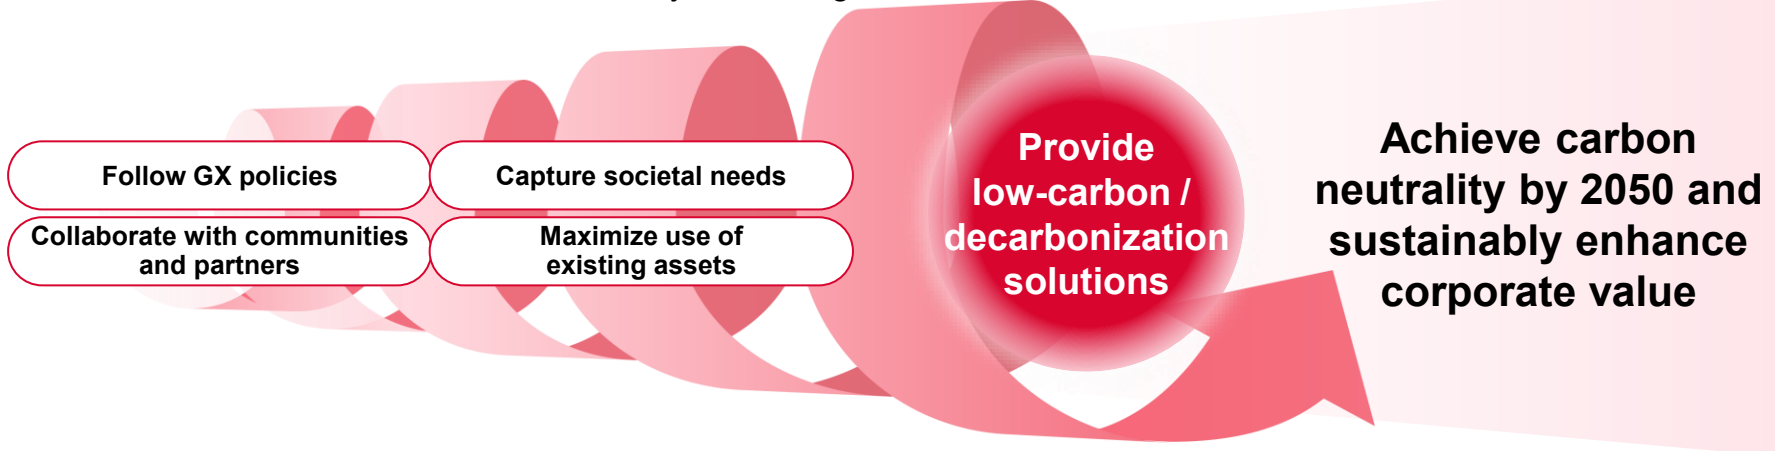 Follow GX policies
Capture societal needs
Collaborate with communities
and partners
Maximize use of
existing assets
Provide
low-carbon /
decarbonization
solutions
Achieve carbon
neutrality by 2050 and
sustainably enhance
corporate value